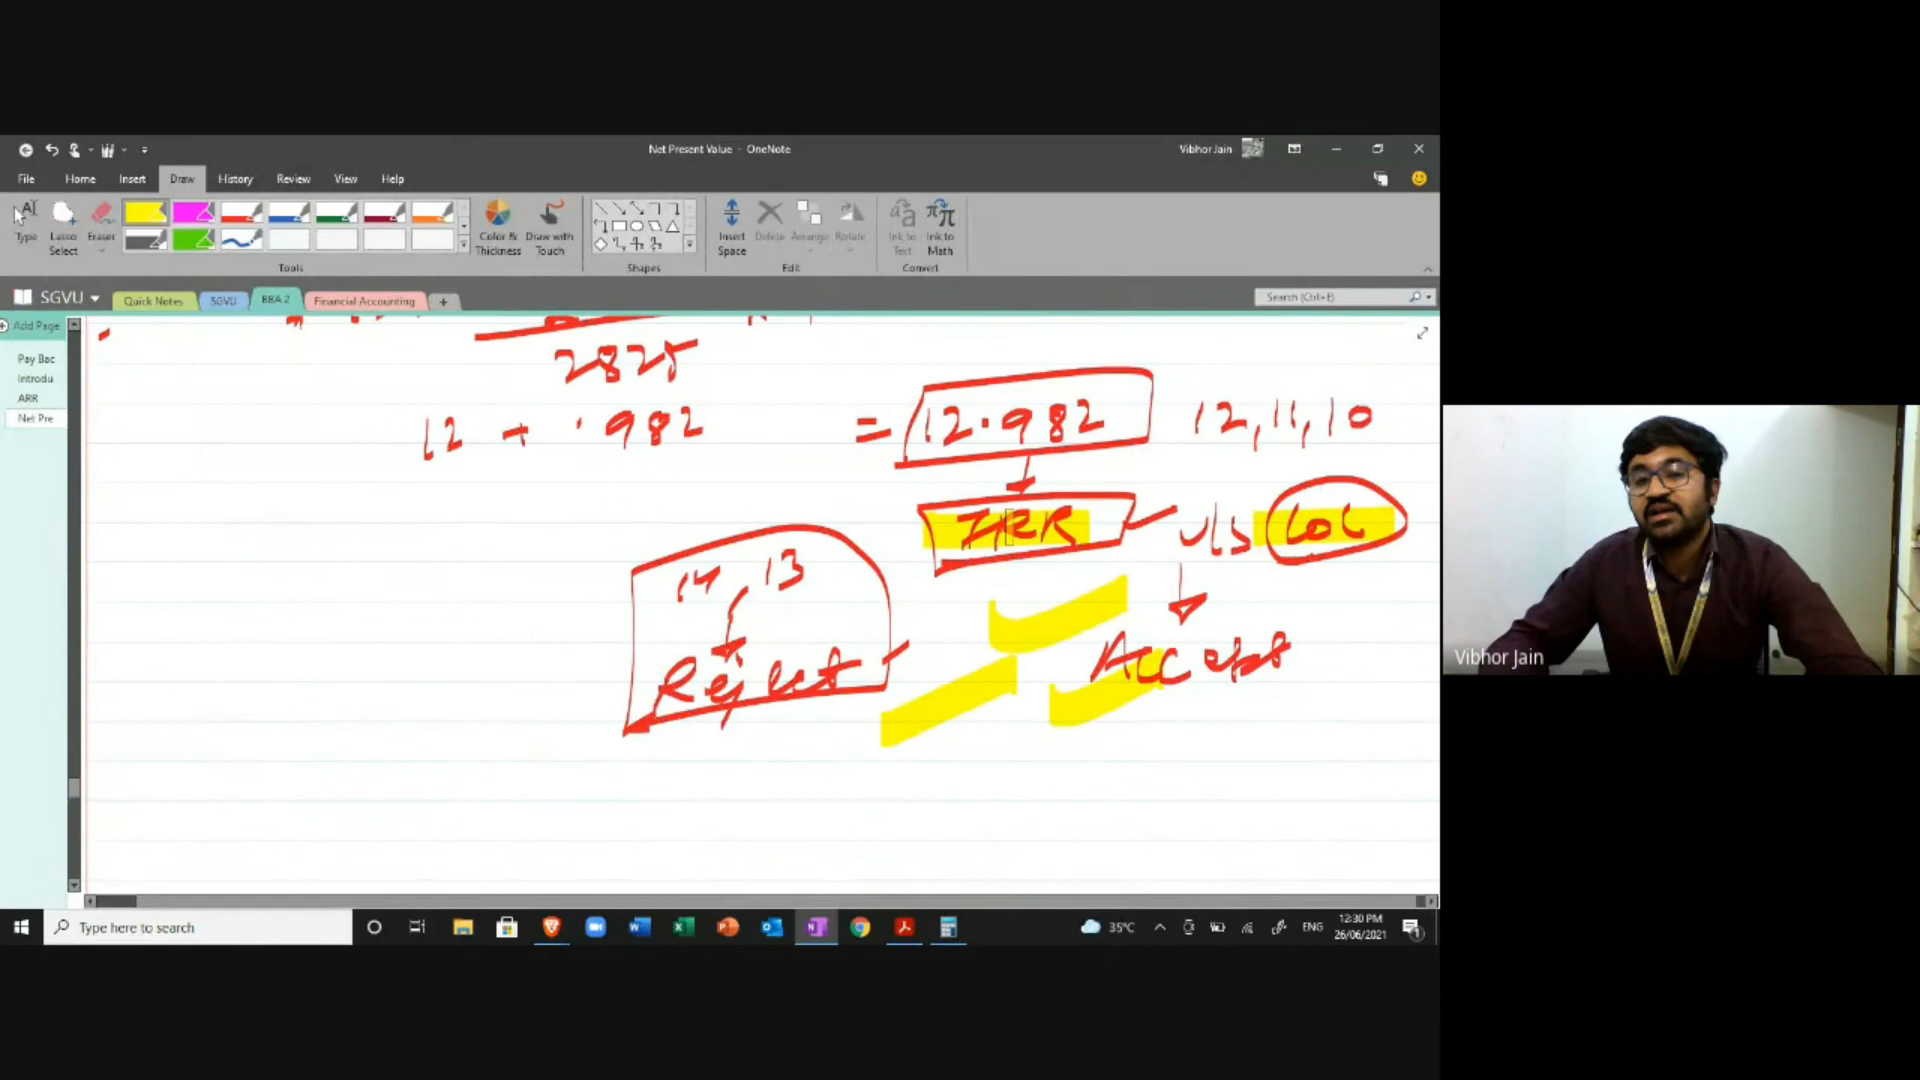 Net Present Value - OneNote
Vibhor Jain
File Home Insert Draw History Review View Help
Type
Lasso Select
Eraser
Color & Thickness
Draw with Touch
Insert Space
Delete
Arrange
Rotate
Ink to Text
Ink to Math
Tools Shapes Edit Convert
SGVU Quick Notes SGVU BBA 2 Financial Accounting + Search (Ctrl+E)
Add Page
Pay Bac
Introdu
ARR
Net Pre
2825
12 + .982 = 12.982 12, 11, 10
IRR v/s COC
14, 13
Reject Accept
Vibhor Jain
Type here to search
35°C ENG 12:30 PM
26/06/2021